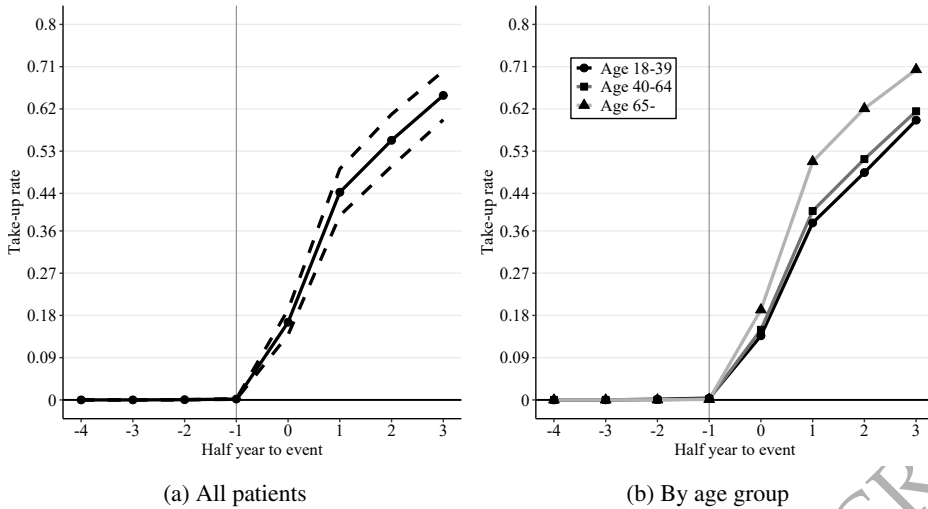 0.8
0.71
0.62
0.53
0.44
0.36
0.27
0.18
0.09
0
Take-up rate
-4 -3 -2 -1 0 1 2 3
Half year to event
(a) All patients
0.8
0.71
0.62
0.53
0.44
0.36
0.27
0.18
0.09
0
Take-up rate
Age 18-39
Age 40-64
Age 65-
-4 -3 -2 -1 0 1 2 3
Half year to event
(b) By age group